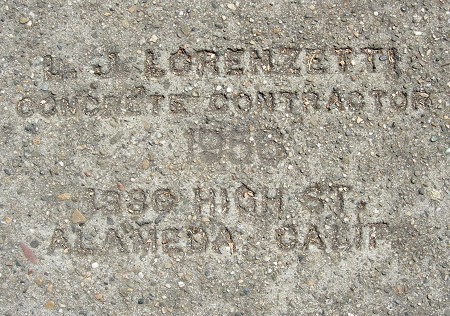 L. J. LORENZETTI
CONCRETE CONTRACTOR
HIGH ST.
ALAMEDA CALIF.